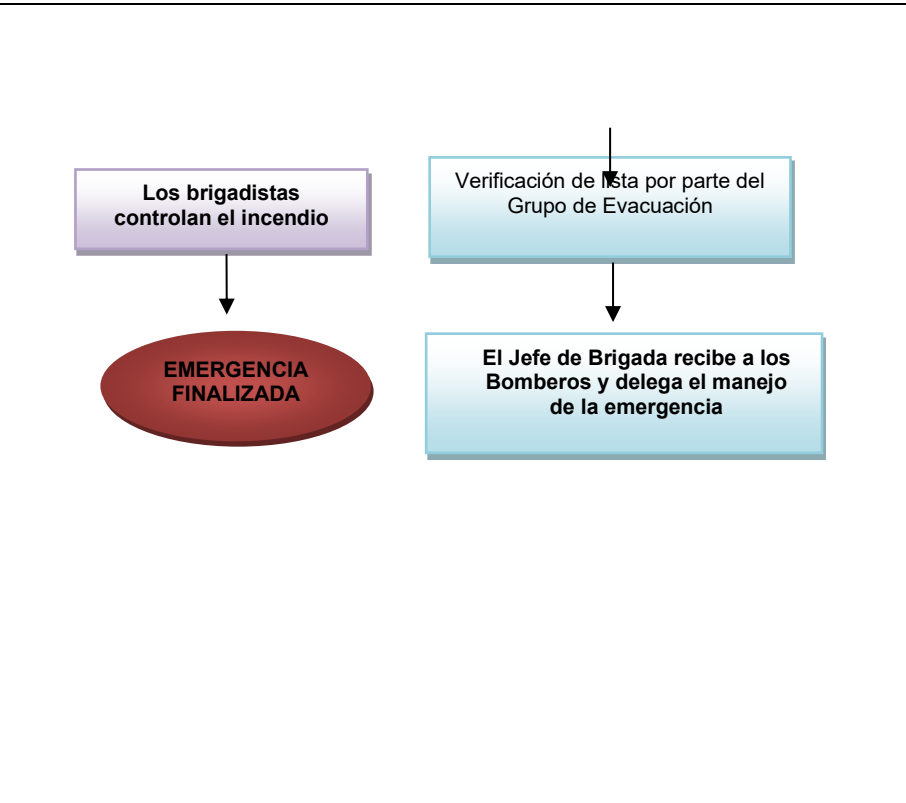 Los brigadistas
controlan el incendio
EMERGENCIA
FINALIZADA
Verificación de lista por parte del
Grupo de Evacuación
El Jefe de Brigada recibe a los
Bomberos y delega el manejo
de la emergencia